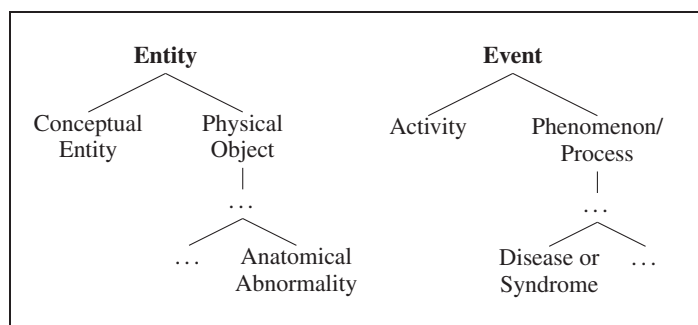 Entity
Event
Conceptual
Entity
Physical
Object
Activity
Phenomenon/
Process
...
...
...
Anatomical
Abnormality
Disease or
Syndrome
...